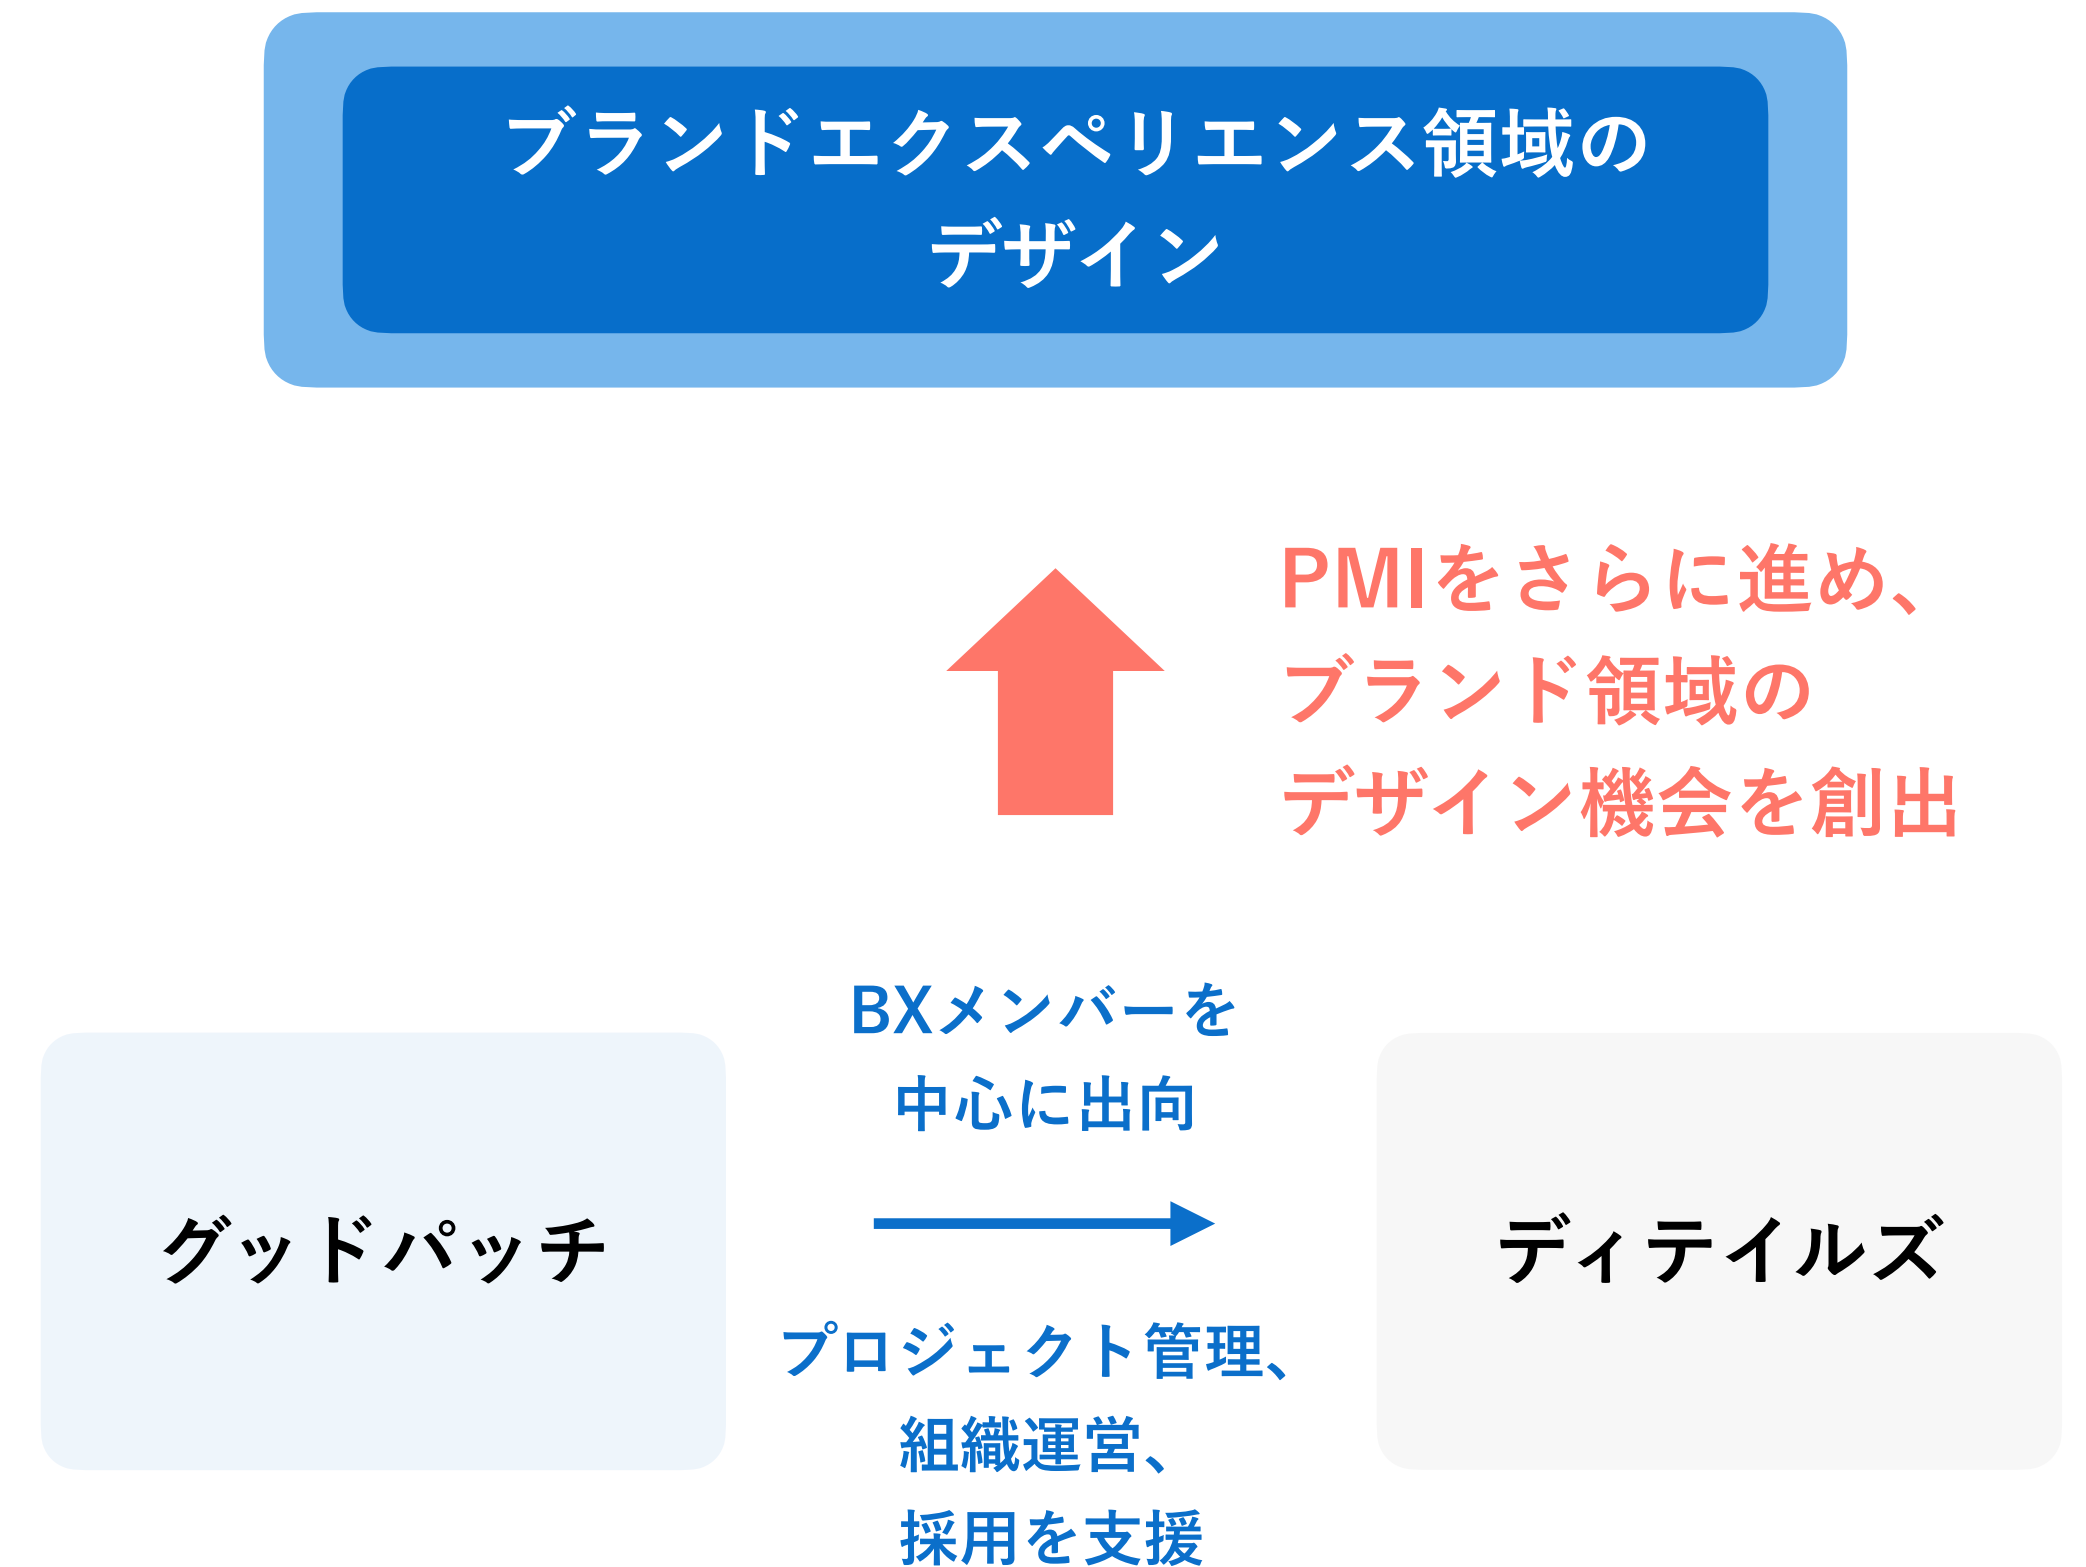 ブランドエクスペリエンス領域の
デザイン
PMIをさらに進め、
ブランド領域の
デザイン機会を創出
BXメンバーを
中心に出向
グッドパッチ
ディテイルズ
プロジェクト管理、
組織運営、
採用を支援